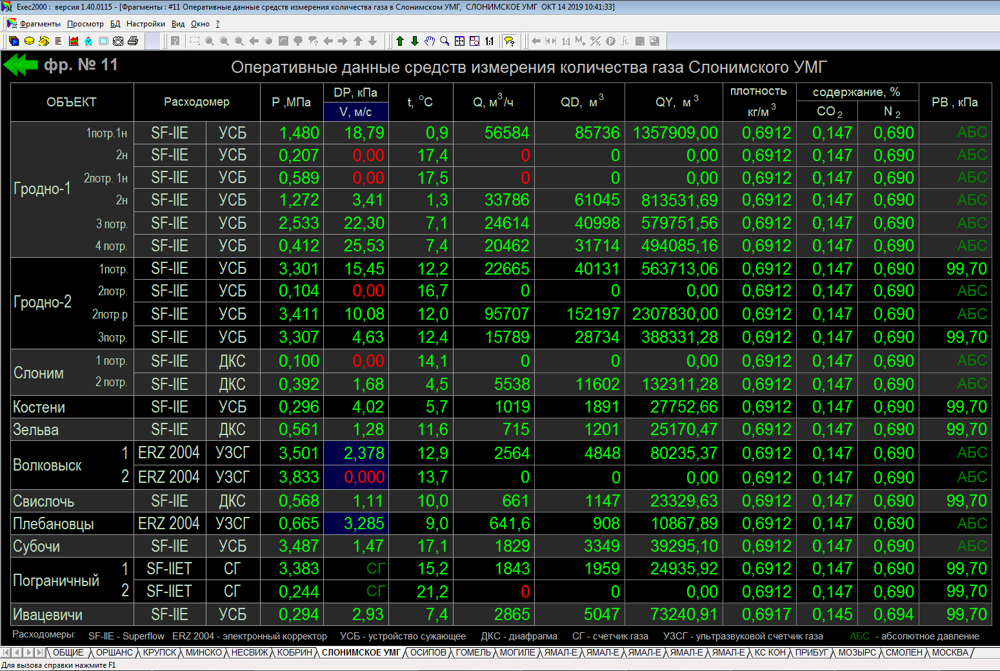 Exec2000 : версия 1.40.0115 - [Фрагменты : #11 Оперативные данные средств измерения количества газа в Слонимском УМГ, СЛОНИМСКОЕ УМГ ОКТ 14 2019 10:41:33]
Фрагменты Просмотр БД Настройки Вид Окно ?
1:1 1:1 M+
фр. № 11 Оперативные данные средств измерения количества газа Слонимского УМГ
ОБЪЕКТ Расходомер P ,МПа DP, кПа V, м/с t, °C Q, м³/ч QD, м³ QY, м³ плотность кг/м³ содержание, % CO2 N2 PB , кПа
Гродно-1
1потр.1н SF-IIE УСБ 1,480 18,79 0,9 56584 85736 1357909,00 0,6912 0,147 0,690 АБС
2н SF-IIE УСБ 0,207 0,00 17,4 0 0 0,00 0,6912 0,147 0,690 АБС
2потр. 1н SF-IIE УСБ 0,589 0,00 17,5 0 0 0,00 0,6912 0,147 0,690 АБС
2н SF-IIE УСБ 1,272 3,41 1,3 33786 61045 813531,69 0,6912 0,147 0,690 АБС
3 потр. SF-IIE УСБ 2,533 22,30 7,1 24614 40998 579751,56 0,6912 0,147 0,690 АБС
4 потр. SF-IIE УСБ 0,412 25,53 7,4 20462 31714 494085,16 0,6912 0,147 0,690 АБС
Гродно-2
1потр. SF-IIE УСБ 3,301 15,45 12,2 22665 40131 563713,06 0,6912 0,147 0,690 99,70
2потр. SF-IIE УСБ 0,104 0,00 16,7 0 0 0,00 0,6912 0,147 0,690 АБС
2потр.р SF-IIE УСБ 3,411 10,08 12,0 95707 152197 2307830,00 0,6912 0,147 0,690 АБС
3потр. SF-IIE УСБ 3,307 4,63 12,4 15789 28734 388331,28 0,6912 0,147 0,690 99,70
Слоним
1 потр. SF-IIE ДКС 0,100 0,00 14,1 0 0 0,00 0,6912 0,147 0,690 АБС
2 потр. SF-IIE ДКС 0,392 1,68 4,5 5538 11602 132311,28 0,6912 0,147 0,690 АБС
Костени SF-IIE УСБ 0,296 4,02 5,7 1019 1891 27752,66 0,6912 0,147 0,690 99,70
Зельва SF-IIE ДКС 0,561 1,28 11,6 715 1201 25170,47 0,6912 0,147 0,690 99,70
Волковыск
1 ERZ 2004 УЗСГ 3,501 2,378 12,9 2564 4848 80235,37 0,6912 0,147 0,690 АБС
2 ERZ 2004 УЗСГ 3,833 0,000 13,7 0 0 0,00 0,6912 0,147 0,690 АБС
Свислочь SF-IIE ДКС 0,568 1,11 10,0 661 1147 23329,63 0,6912 0,147 0,690 99,70
Плебановцы ERZ 2004 УЗСГ 0,665 3,285 9,0 641,6 908 10867,89 0,6912 0,147 0,690 АБС
Субочи SF-IIE УСБ 3,487 1,47 17,1 1829 3349 39295,10 0,6912 0,147 0,690 АБС
Пограничный
1 SF-IIET СГ 3,383 СГ 15,2 1843 1959 24935,92 0,6912 0,147 0,690 99,70
2 SF-IIET СГ 0,244 СГ 21,2 0 0 0,00 0,6912 0,147 0,690 99,70
Ивацевичи SF-IIE УСБ 0,294 2,93 7,4 2865 5047 73240,91 0,6917 0,145 0,694 99,70
Расходомеры: SF-IIE - Superflow ERZ 2004 - электронный корректор УСБ - устройство сужающее ДКС - диафрагма СГ - счетчик газа УЗСГ - ультразвуковой счетчик газа АБС - абсолютное давление
ОБЩИЕ ОРШАНС КРУПСК МИНСКО НЕСВИЖ КОБРИН СЛОНИМСКОЕ УМГ ОСИПОВ ГОМЕЛЬ МОГИЛЕ ЯМАЛ-Е ЯМАЛ-Е ЯМАЛ-Е ЯМАЛ-Е ЯМАЛ-Е КС КОН ПРИБУГ МОЗЫРС СМОЛЕН МОСКВА
Для вызова справки нажмите F1